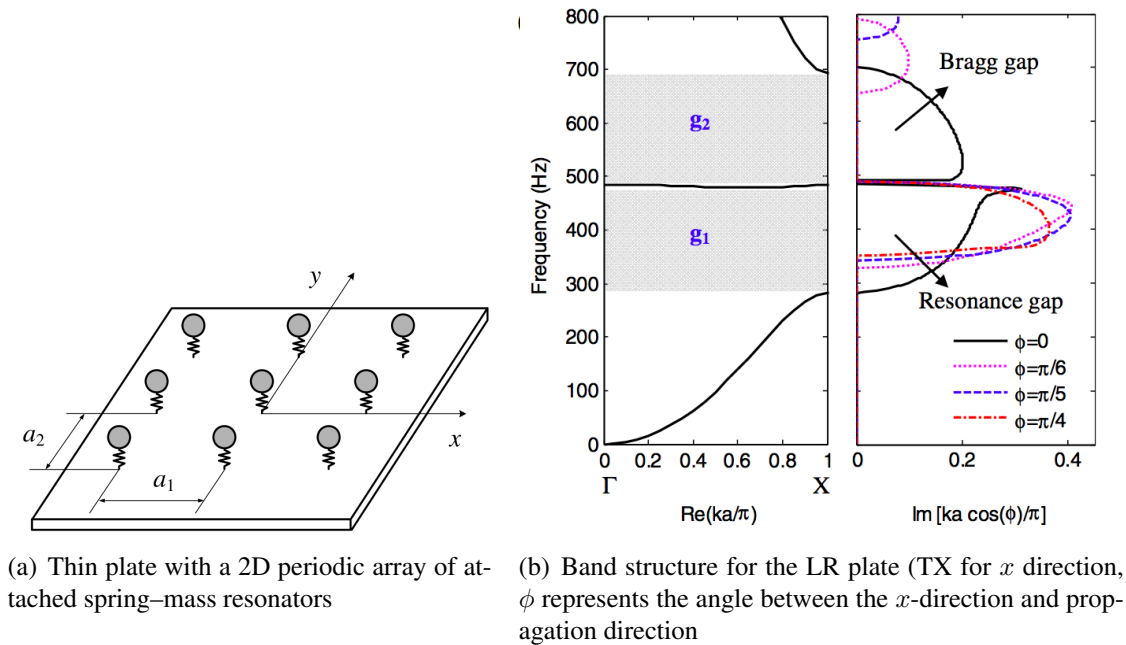 y
x
a2
a1
(a) Thin plate with a 2D periodic array of at-
tached spring–mass resonators
800
700
600
500
400
300
200
100
0
Frequency (Hz)
g2
g1
0 0.2 0.4 0.6 0.8 1
Γ X
Re(ka/π)
Bragg gap
Resonance gap
ϕ=0
ϕ=π/6
ϕ=π/5
ϕ=π/4
0 0.2 0.4
Im [ka cos(ϕ)/π]
(b) Band structure for the LR plate (TX for x direction,
ϕ represents the angle between the x-direction and prop-
agation direction